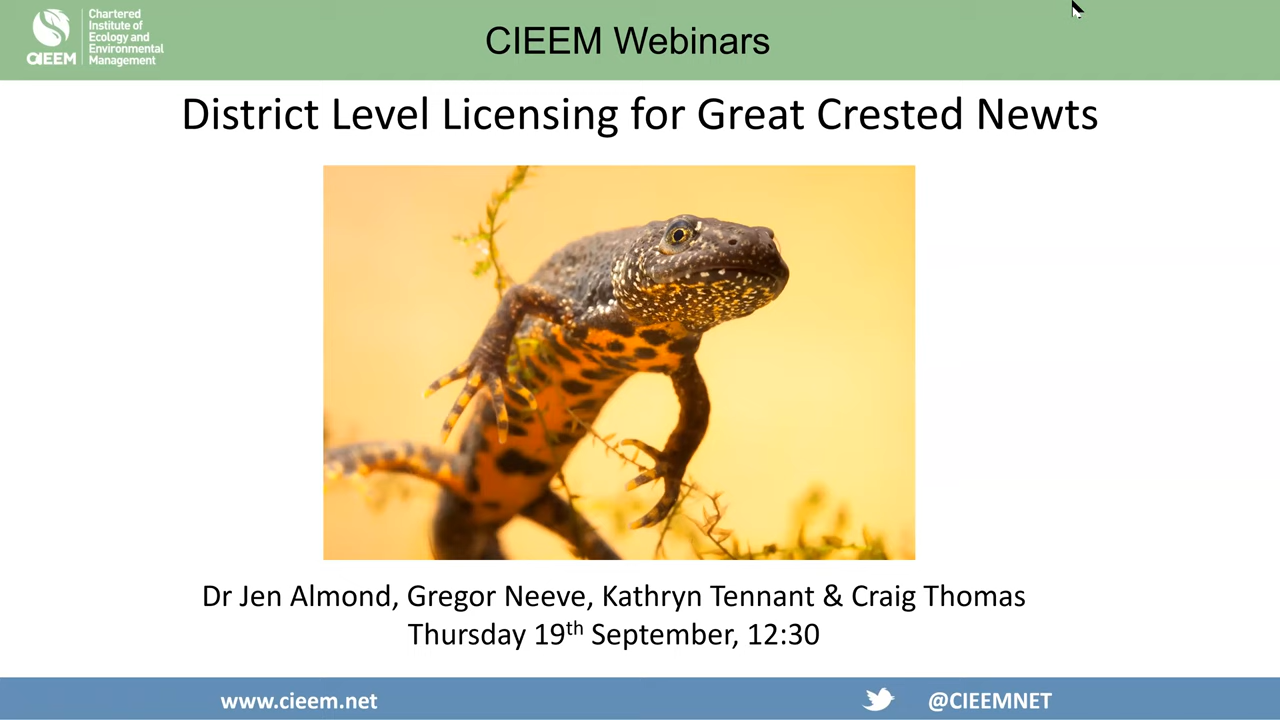 CIEEM
Chartered
Institute of
Ecology and
Environmental
Management
CIEEM Webinars
District Level Licensing for Great Crested Newts
Dr Jen Almond, Gregor Neeve, Kathryn Tennant & Craig Thomas
Thursday 19th September, 12:30
www.cieem.net
@CIEEMNET